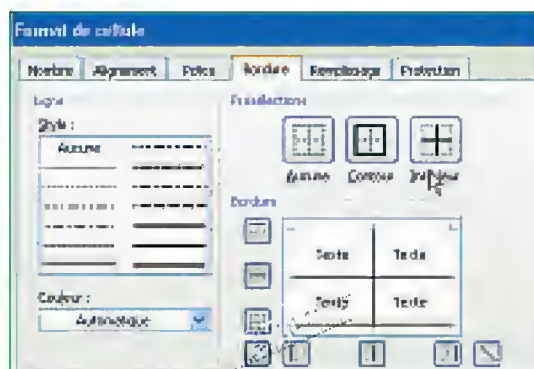 Format de cellule
Nombre Alignement Police Bordure Remplissage Protection
Ligne
Présélections
Style :
Aucune
Aucune Contour Intérieur
Bordure
Texte Texte
Texte Texte
Couleur :
Automatique